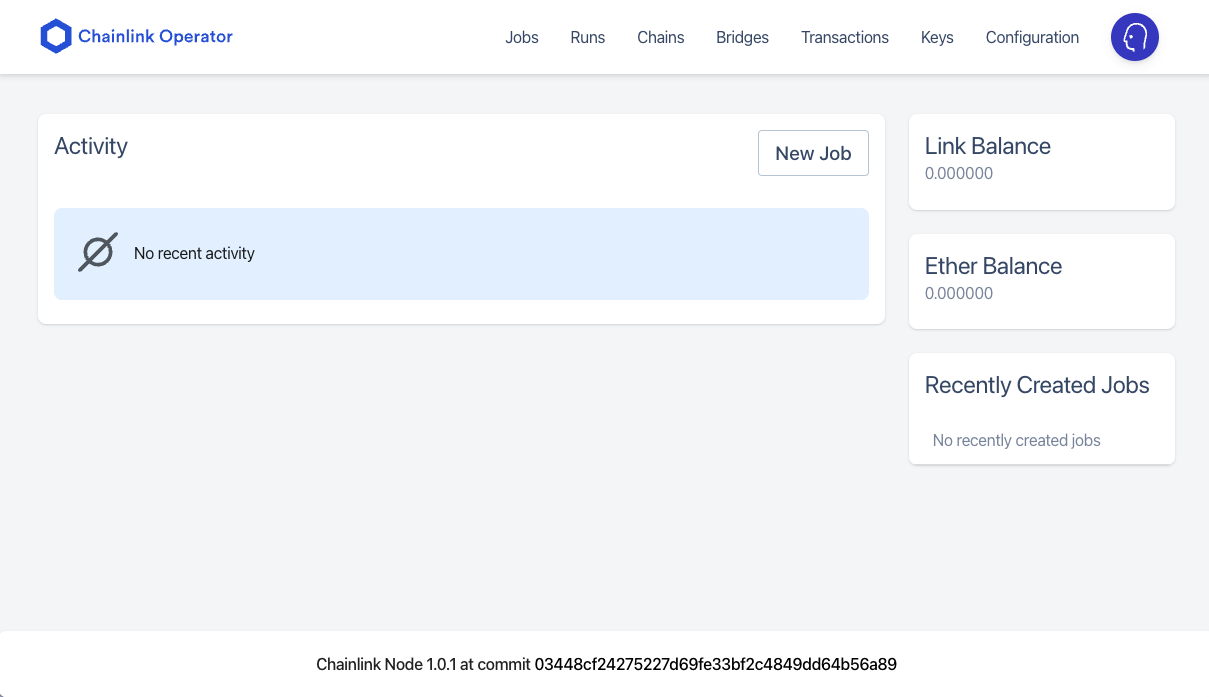 Chainlink Operator
Jobs
Runs
Chains
Bridges
Transactions
Keys
Configuration
Activity
New Job
No recent activity
Link Balance
0.000000
Ether Balance
0.000000
Recently Created Jobs
No recently created jobs
Chainlink Node 1.0.1 at commit 03448cf24275227d69fe33bf2c4849dd64b56a89